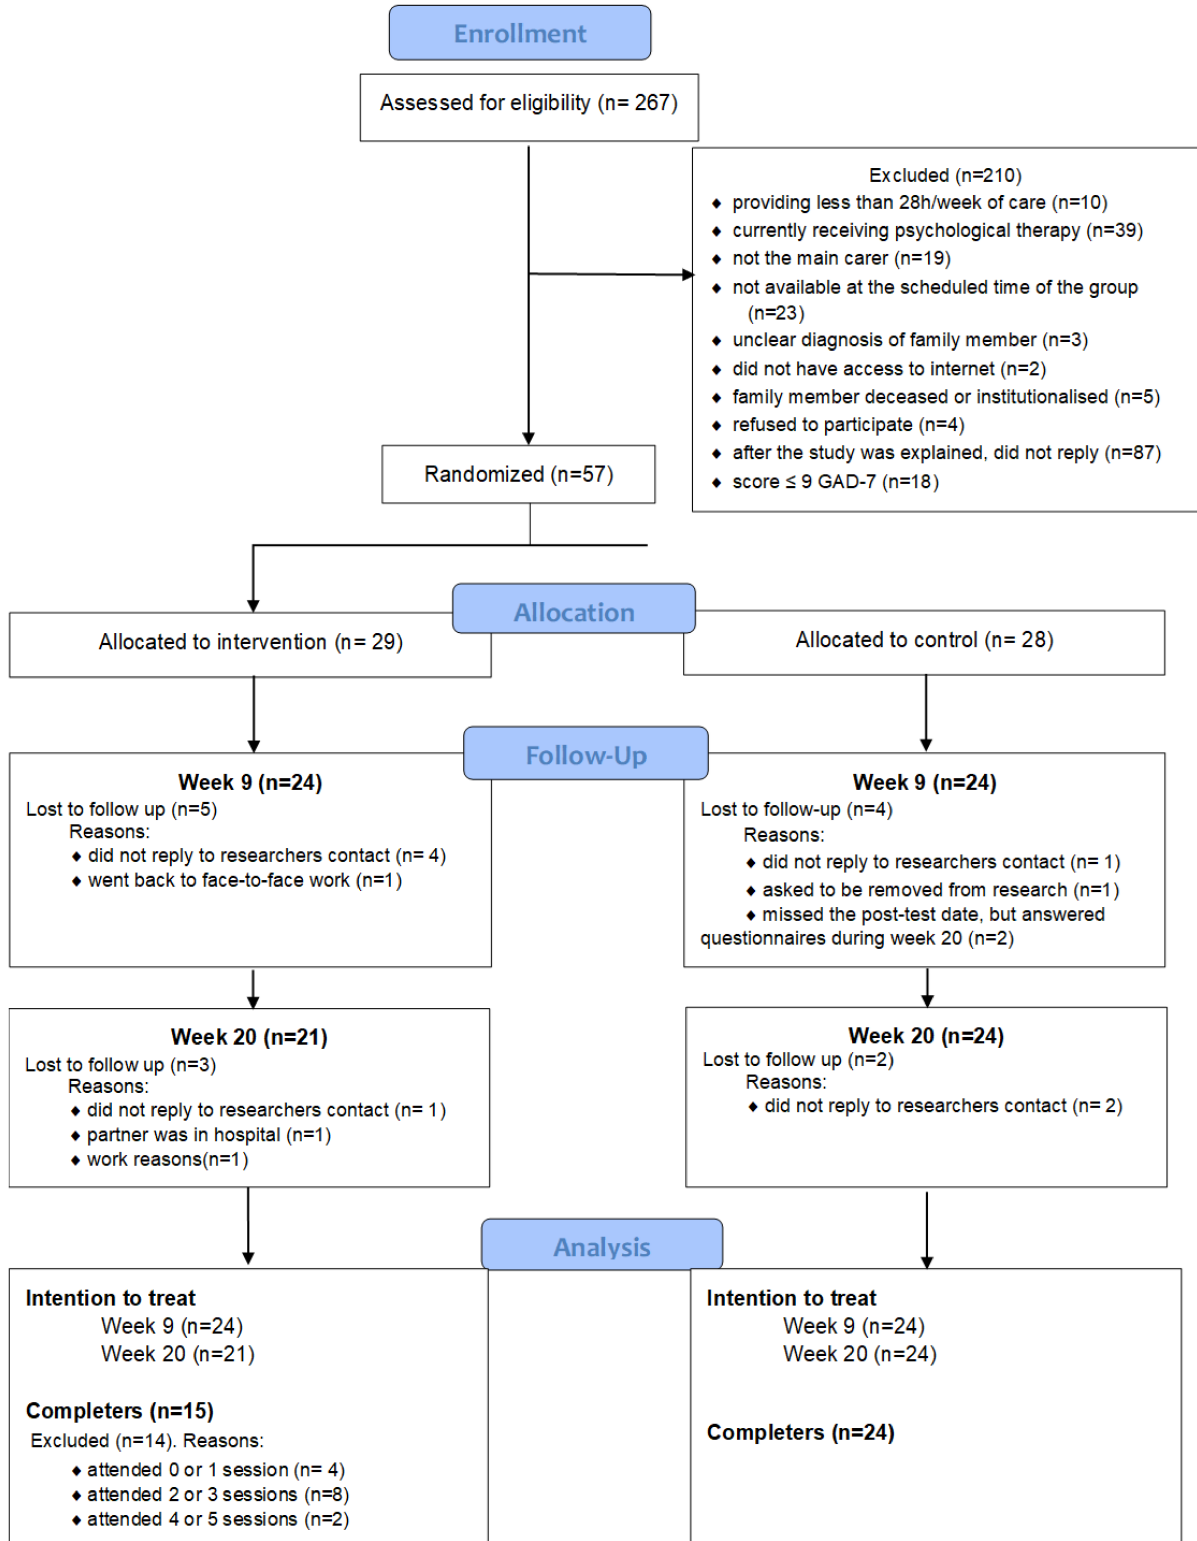 Enrollment
Assessed for eligibility (n= 267)
Excluded (n=210)
♦ providing less than 28h/week of care (n=10)
♦ currently receiving psychological therapy (n=39)
♦ not the main carer (n=19)
♦ not available at the scheduled time of the group
(n=23)
♦ unclear diagnosis of family member (n=3)
♦ did not have access to internet (n=2)
♦ family member deceased or institutionalised (n=5)
♦ refused to participate (n=4)
♦ after the study was explained, did not reply (n=87)
♦ score ≤ 9 GAD-7 (n=18)
Randomized (n=57)
Allocation
Allocated to intervention (n= 29)
Allocated to control (n= 28)
Follow-Up
Week 9 (n=24)
Lost to follow up (n=5)
Reasons:
♦ did not reply to researchers contact (n= 4)
♦ went back to face-to-face work (n=1)
Week 9 (n=24)
Lost to follow-up (n=4)
Reasons:
♦ did not reply to researchers contact (n= 1)
♦ asked to be removed from research (n=1)
♦ missed the post-test date, but answered
questionnaires during week 20 (n=2)
Week 20 (n=21)
Lost to follow up (n=3)
Reasons:
♦ did not reply to researchers contact (n= 1)
♦ partner was in hospital (n=1)
♦ work reasons(n=1)
Week 20 (n=24)
Lost to follow up (n=2)
Reasons:
♦ did not reply to researchers contact (n= 2)
Analysis
Intention to treat
Week 9 (n=24)
Week 20 (n=21)
Completers (n=15)
Excluded (n=14). Reasons:
♦ attended 0 or 1 session (n= 4)
♦ attended 2 or 3 sessions (n=8)
♦ attended 4 or 5 sessions (n=2)
Intention to treat
Week 9 (n=24)
Week 20 (n=24)
Completers (n=24)